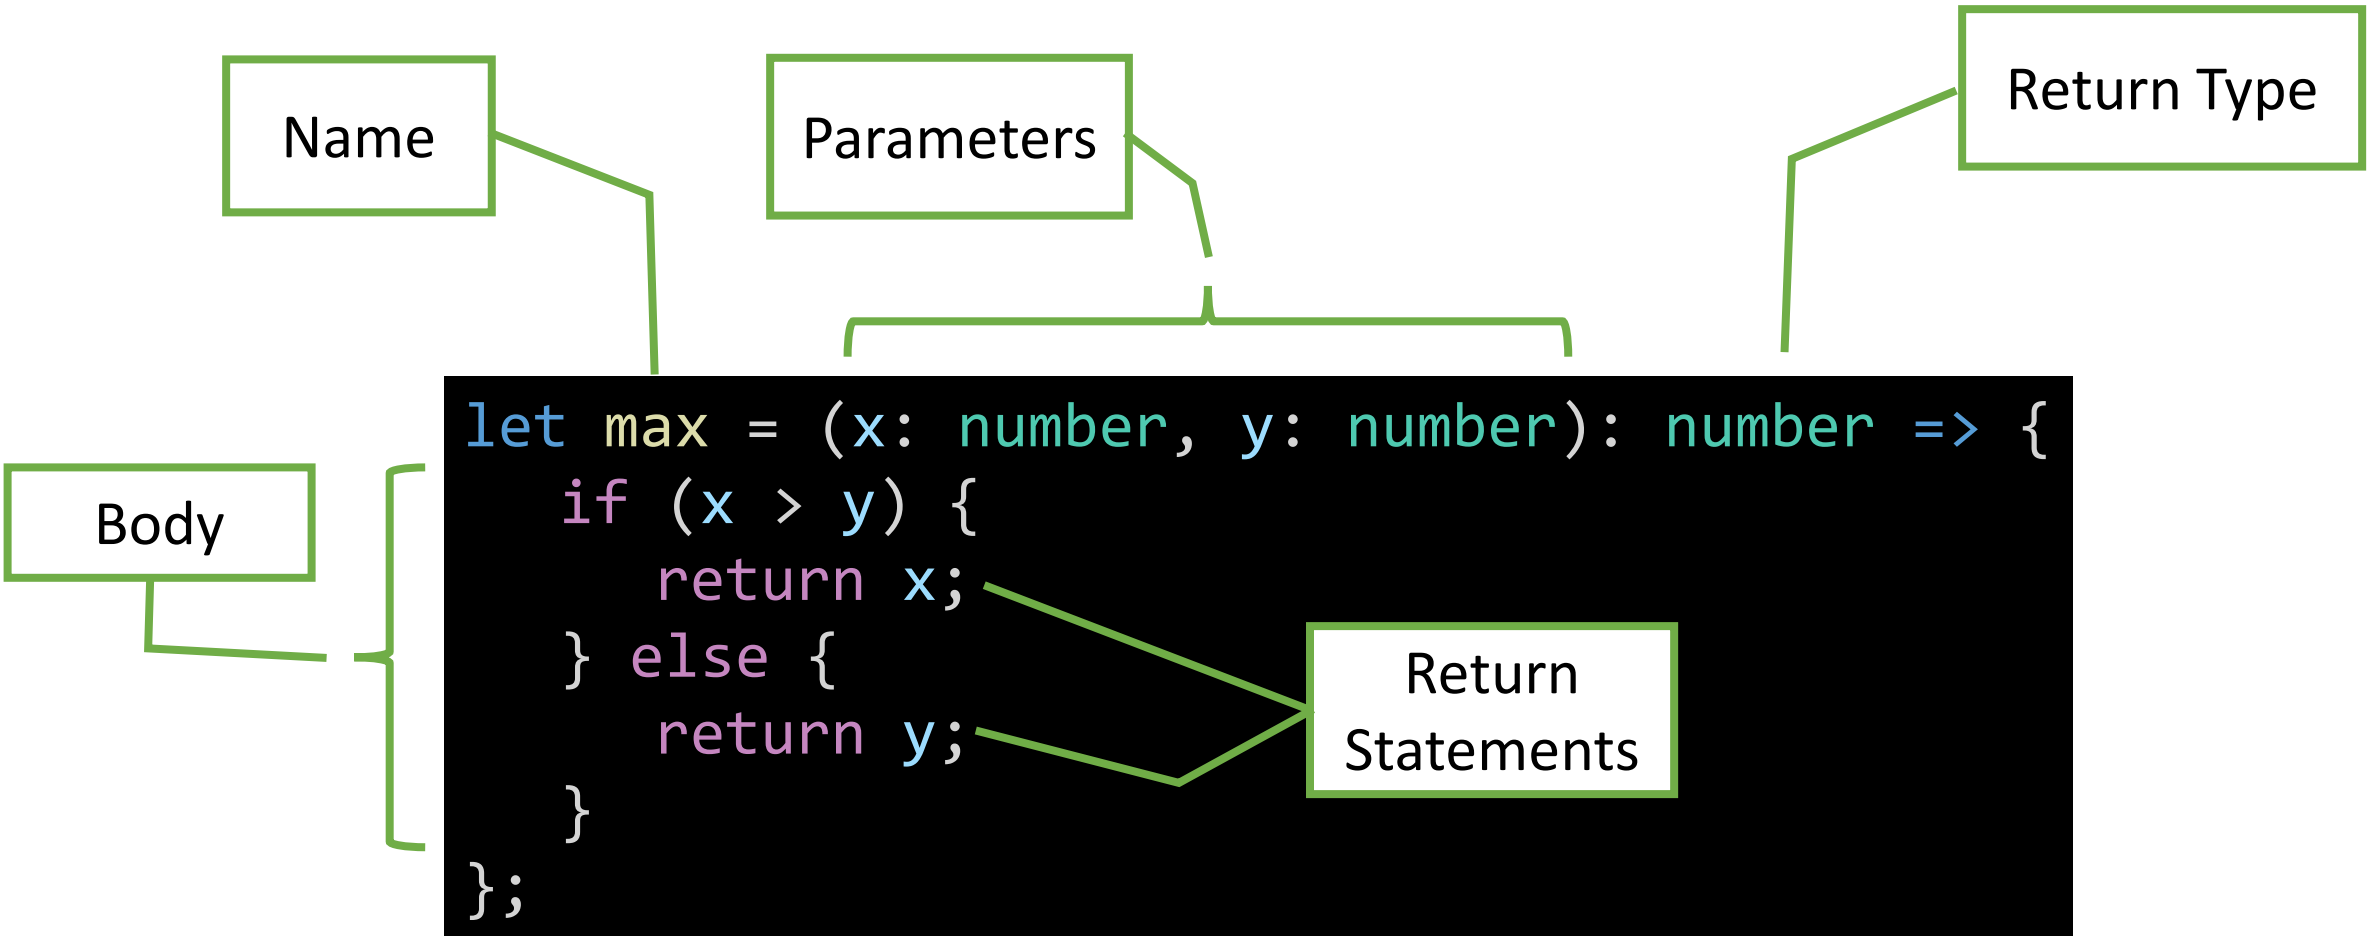 Name
Parameters
Return Type
let max = (x: number, y: number): number => {
if (x > y) {
return x;
} else {
return y;
}
};
Body
Return
Statements